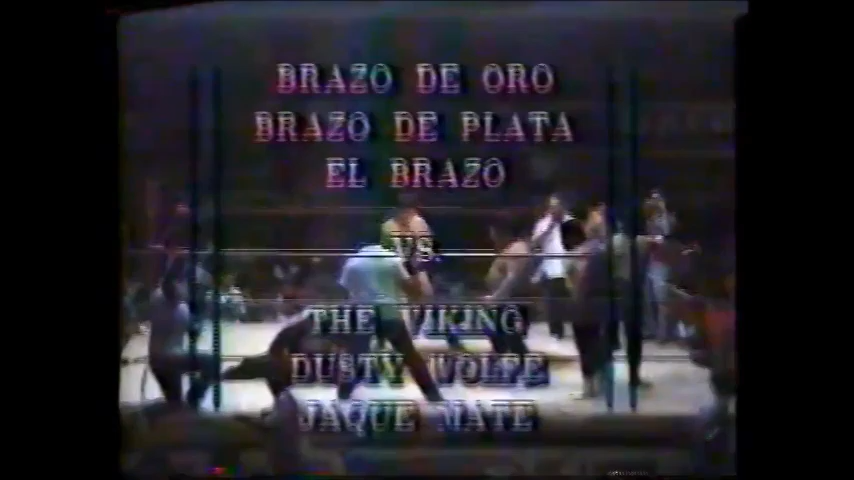 BRAZO DE ORO
BRAZO DE PLATA
EL BRAZO
VS.
THE VIKING
DUSTY WOLFE
JAQUE MATE